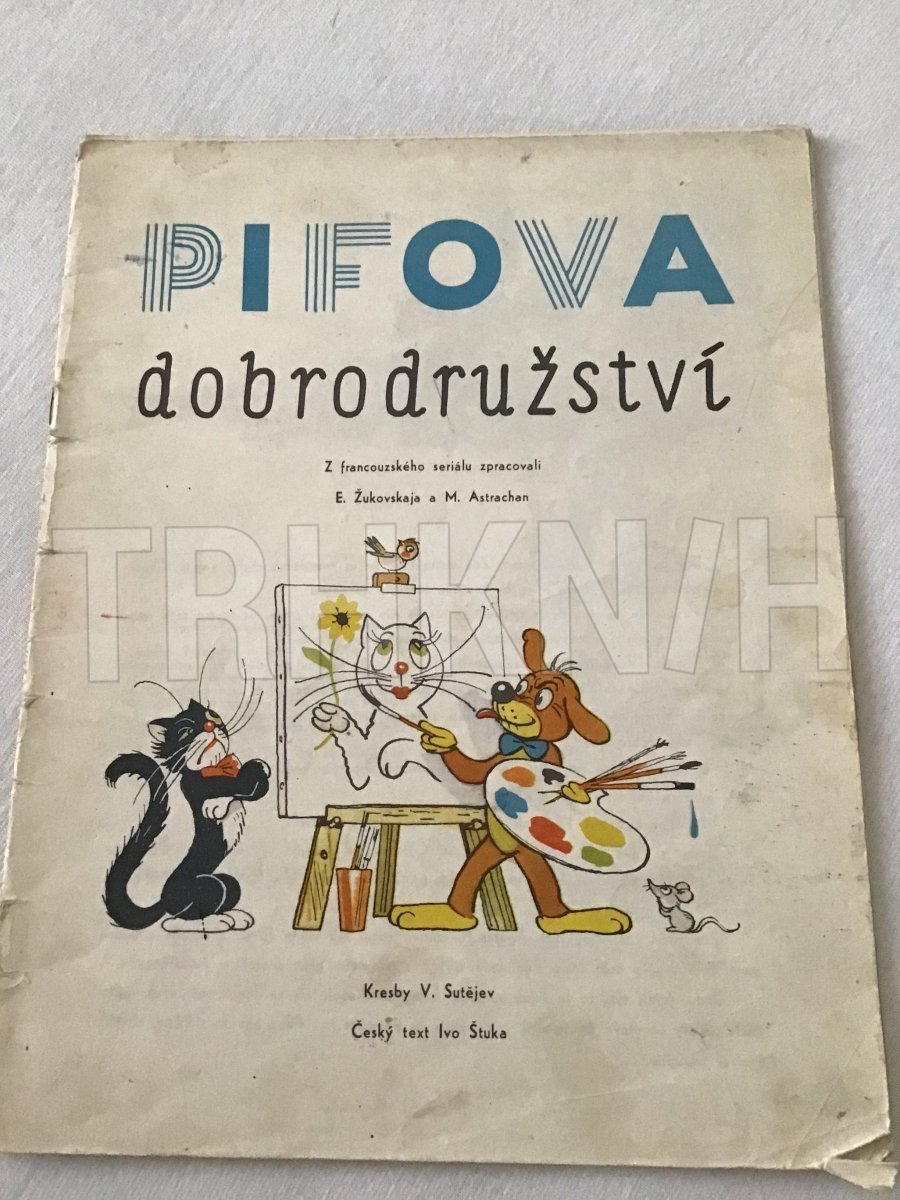 PIFOVA
dobrodružství
Z francouzského seriálu zpracovali
E. Žukovskaja a M. Astrachan
TRHKNIH
Kresby V. Sutějev
Český text Ivo Štuka